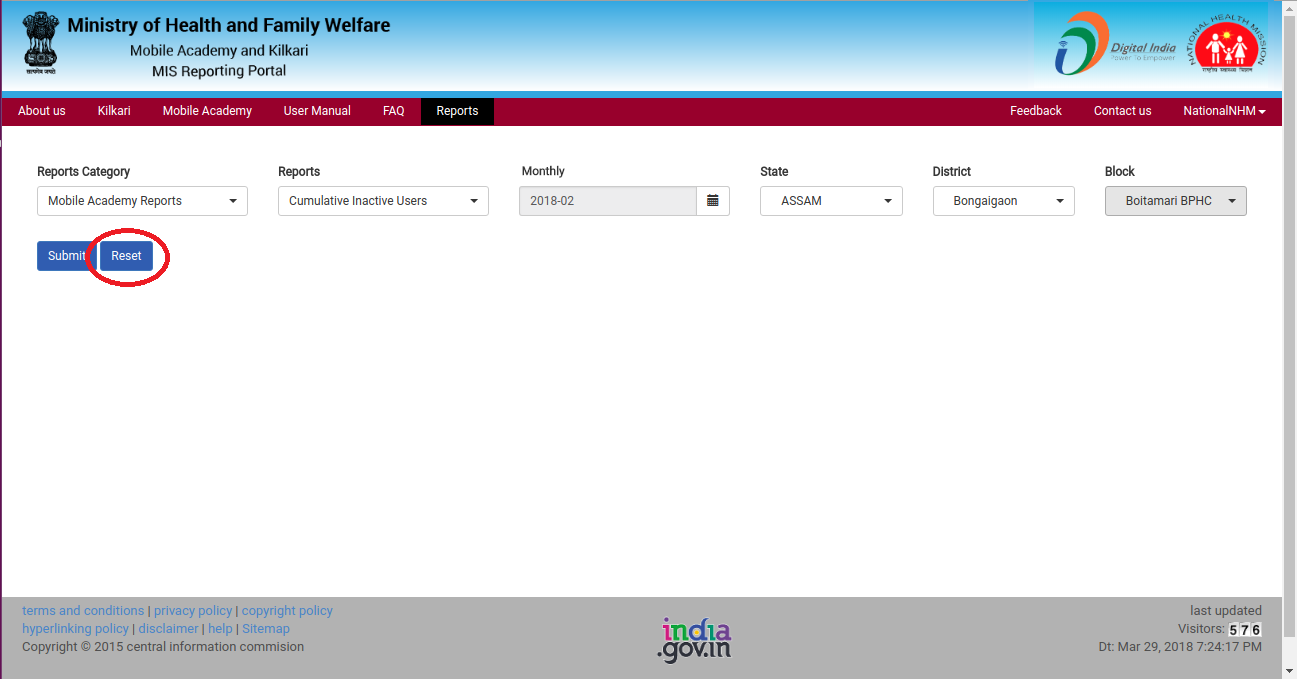 Ministry of Health and Family Welfare
Mobile Academy and Kilkari
MIS Reporting Portal
सत्यमेव जयते
Digital India
Power To Empower
NATIONAL HEALTH MISSION
राष्ट्रीय स्वास्थ्य मिशन
About us Kilkari Mobile Academy User Manual FAQ Reports Feedback Contact us NationalNHM
Reports Category Reports Monthly State District Block
Mobile Academy Reports Cumulative Inactive Users 2018-02 ASSAM Bongaigaon Boitamari BPHC
Submit Reset
terms and conditions | privacy policy | copyright policy
hyperlinking policy | disclaimer | help | Sitemap
Copyright © 2015 central information commision
india
.gov.in
last updated
Visitors: 576
Dt: Mar 29, 2018 7:24:17 PM